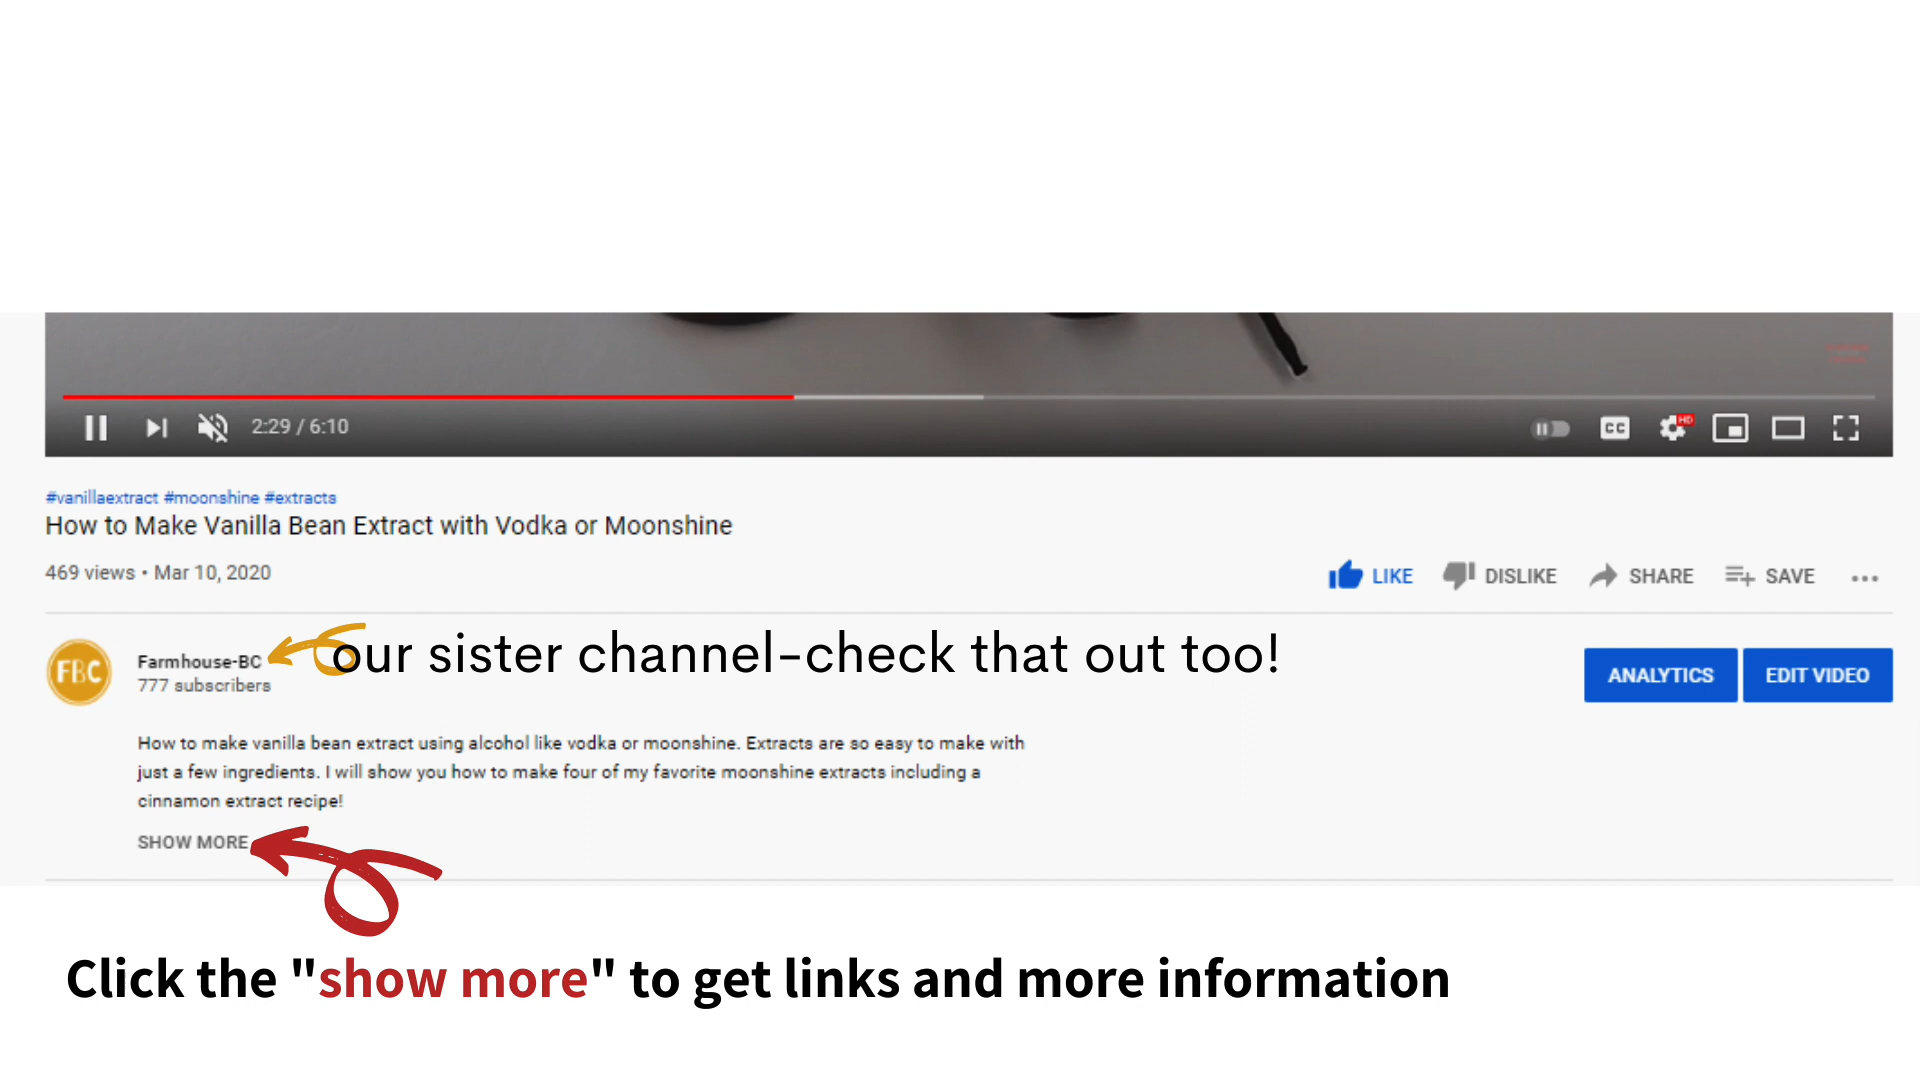 2:29 / 6:10
CC
HD
#vanillaextract #moonshine #extracts
How to Make Vanilla Bean Extract with Vodka or Moonshine
469 views • Mar 10, 2020
LIKE DISLIKE SHARE SAVE
FBC
Farmhouse-BC
our sister channel-check that out too!
777 subscribers
ANALYTICS EDIT VIDEO
How to make vanilla bean extract using alcohol like vodka or moonshine. Extracts are so easy to make with
just a few ingredients. I will show you how to make four of my favorite moonshine extracts including a
cinnamon extract recipe!
SHOW MORE
Click the "show more" to get links and more information